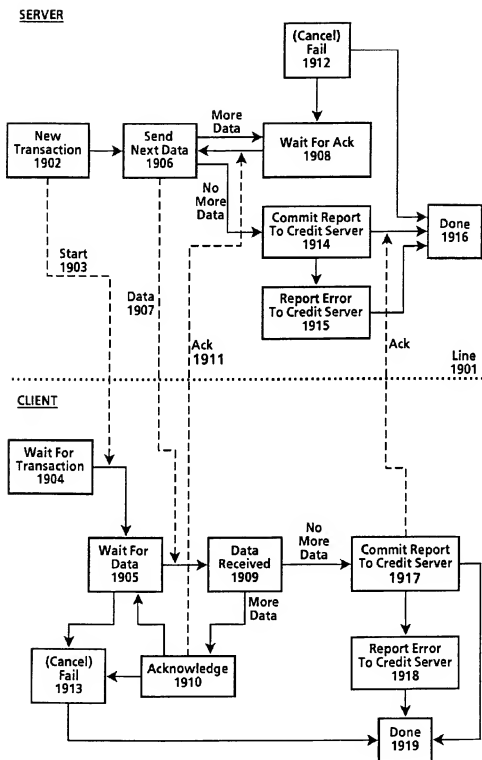 SERVER
(Cancel)
Fail
1912
New
Transaction
1902
Send
Next Data
1906
More
Data
Wait For Ack
1908
No
More
Data
Commit Report
To Credit Server
1914
Done
1916
Start
1903
Data
1907
Report Error
To Credit Server
1915
Ack
1911
Ack
Line
1901
CLIENT
Wait For
Transaction
1904
Wait For
Data
1905
Data
Received
1909
No
More
Data
Commit Report
To Credit Server
1917
More
Data
(Cancel)
Fail
1913
Acknowledge
1910
Report Error
To Credit Server
1918
Done
1919